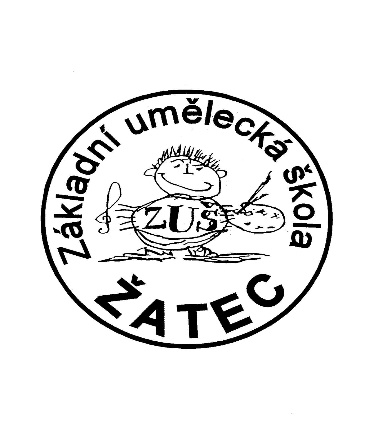 Základní umělecká škola
ZUŠ
ŽATEC